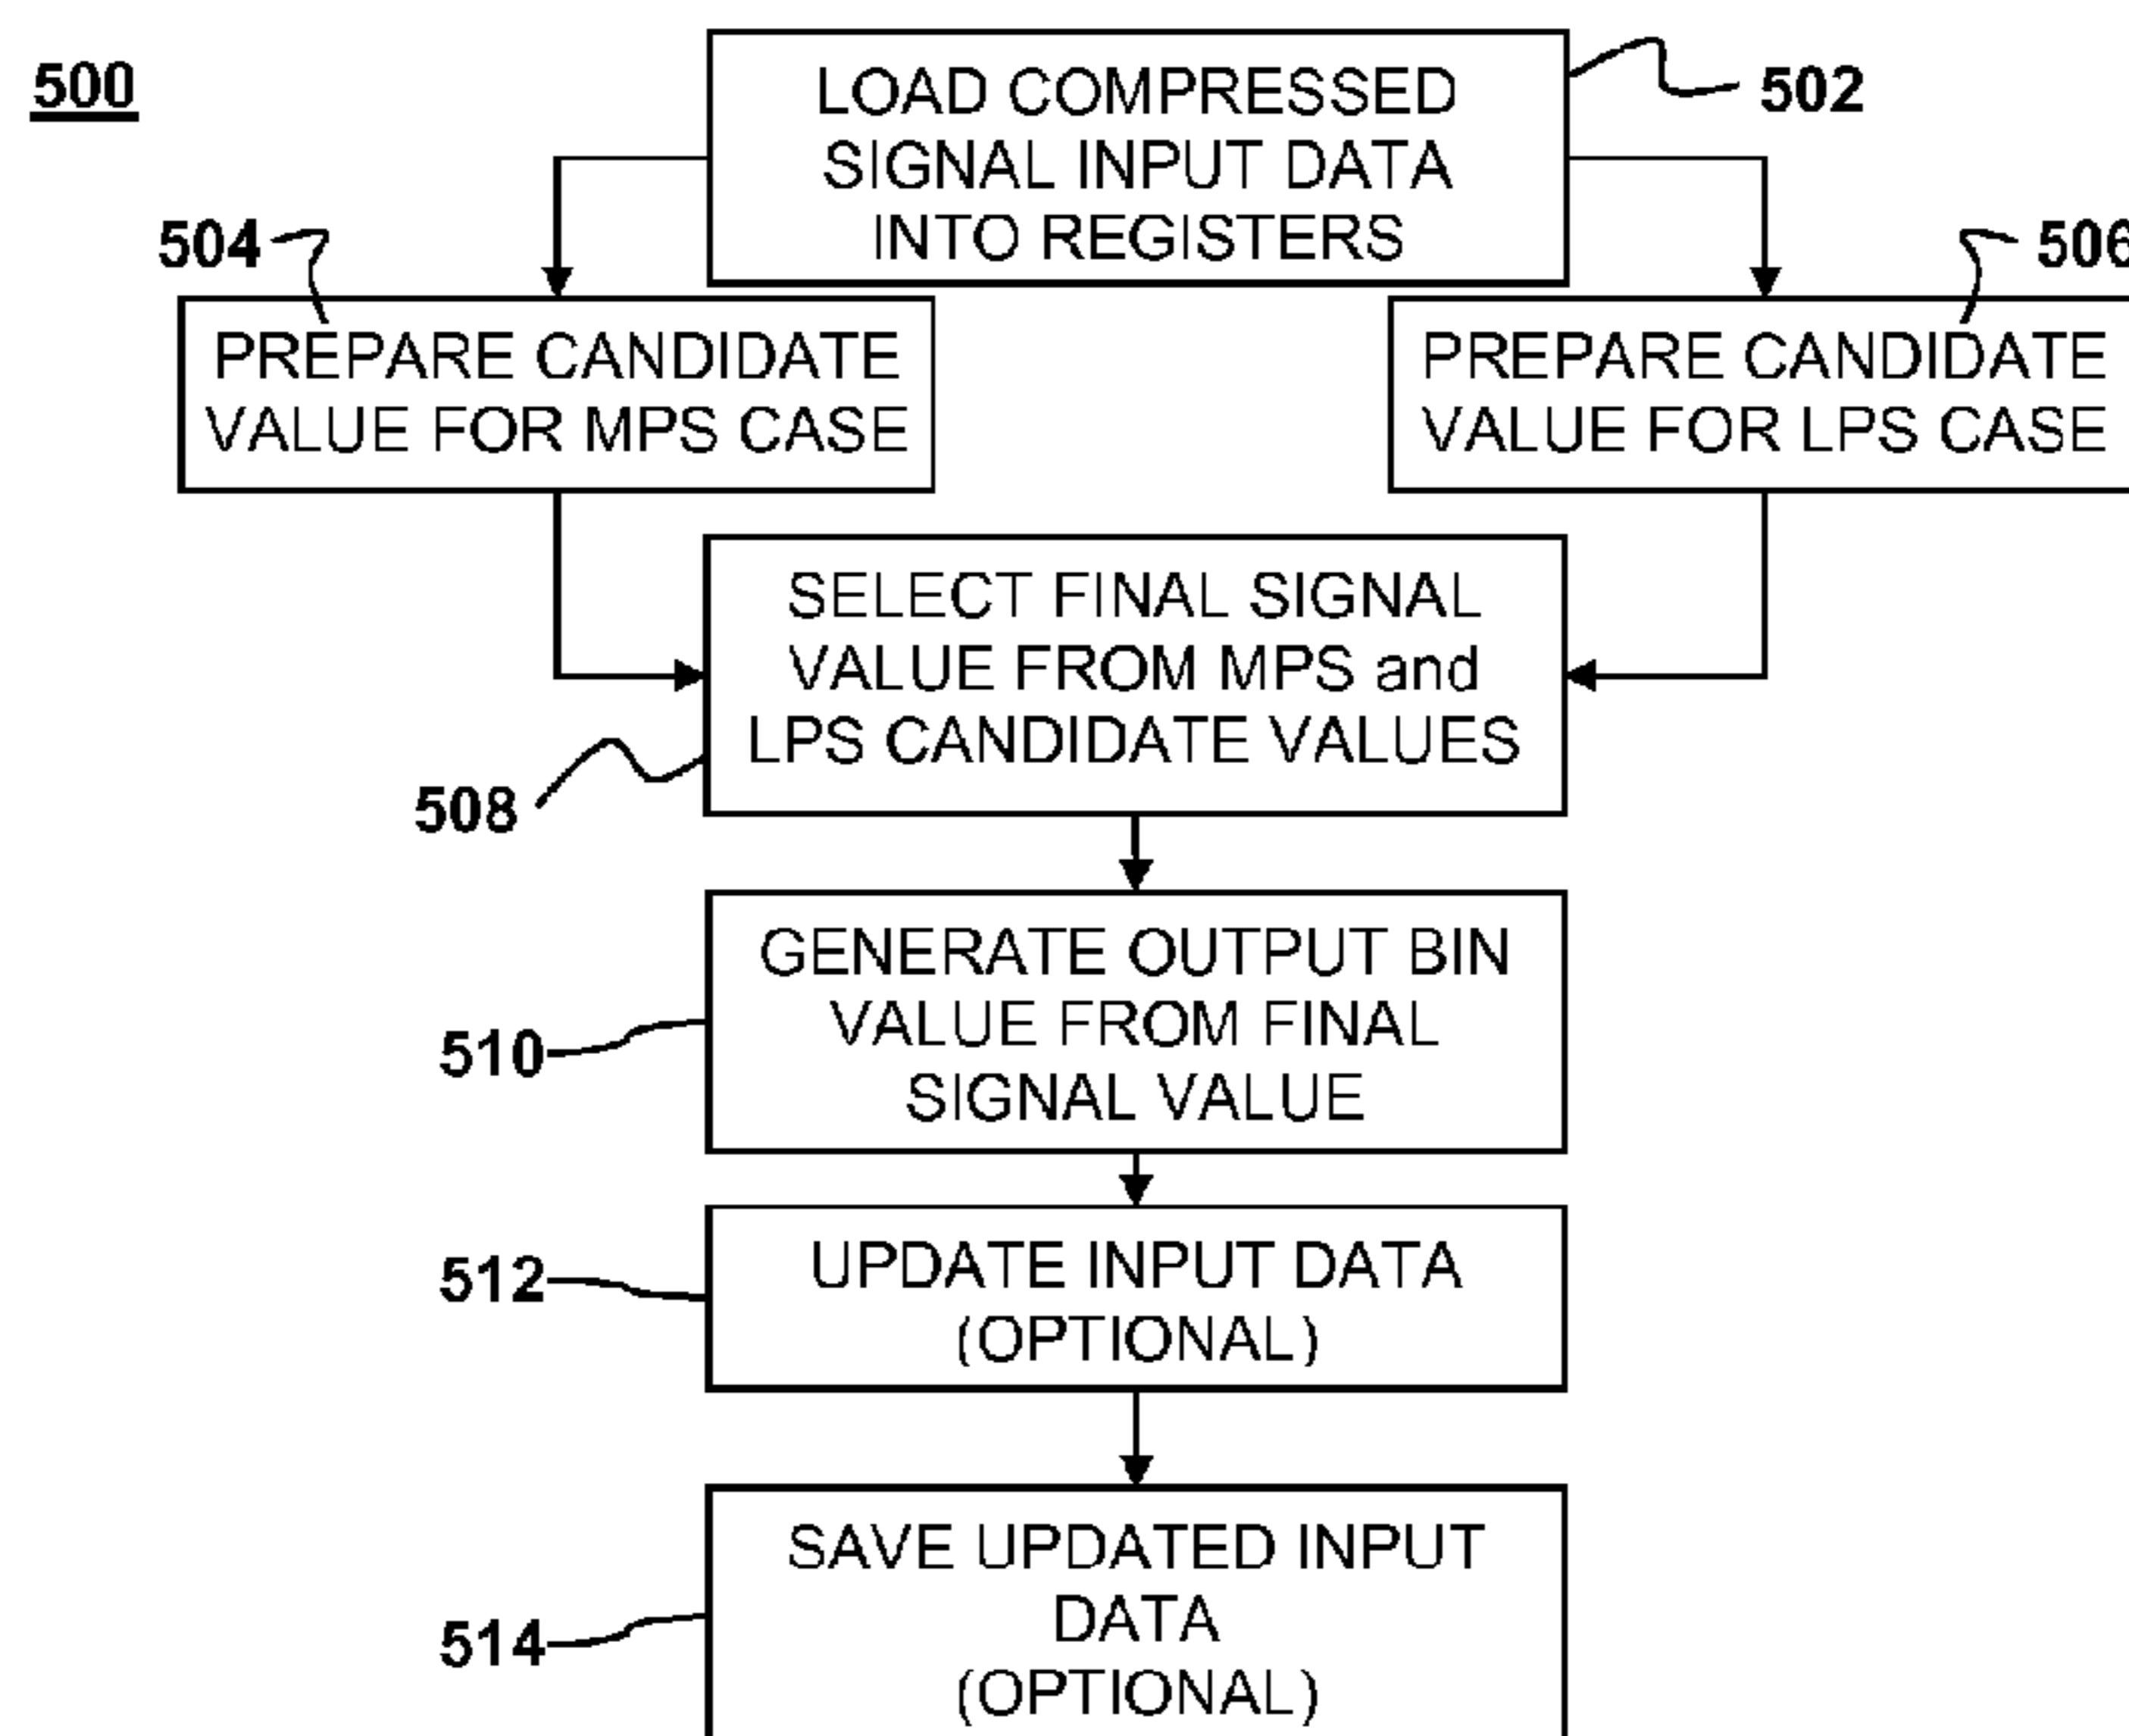 500
LOAD COMPRESSED
SIGNAL INPUT DATA
INTO REGISTERS
502
504
PREPARE CANDIDATE
VALUE FOR MPS CASE
506
PREPARE CANDIDATE
VALUE FOR LPS CASE
SELECT FINAL SIGNAL
VALUE FROM MPS and
LPS CANDIDATE VALUES
508
GENERATE OUTPUT BIN
VALUE FROM FINAL
SIGNAL VALUE
510
UPDATE INPUT DATA
(OPTIONAL)
512
SAVE UPDATED INPUT
DATA
(OPTIONAL)
514